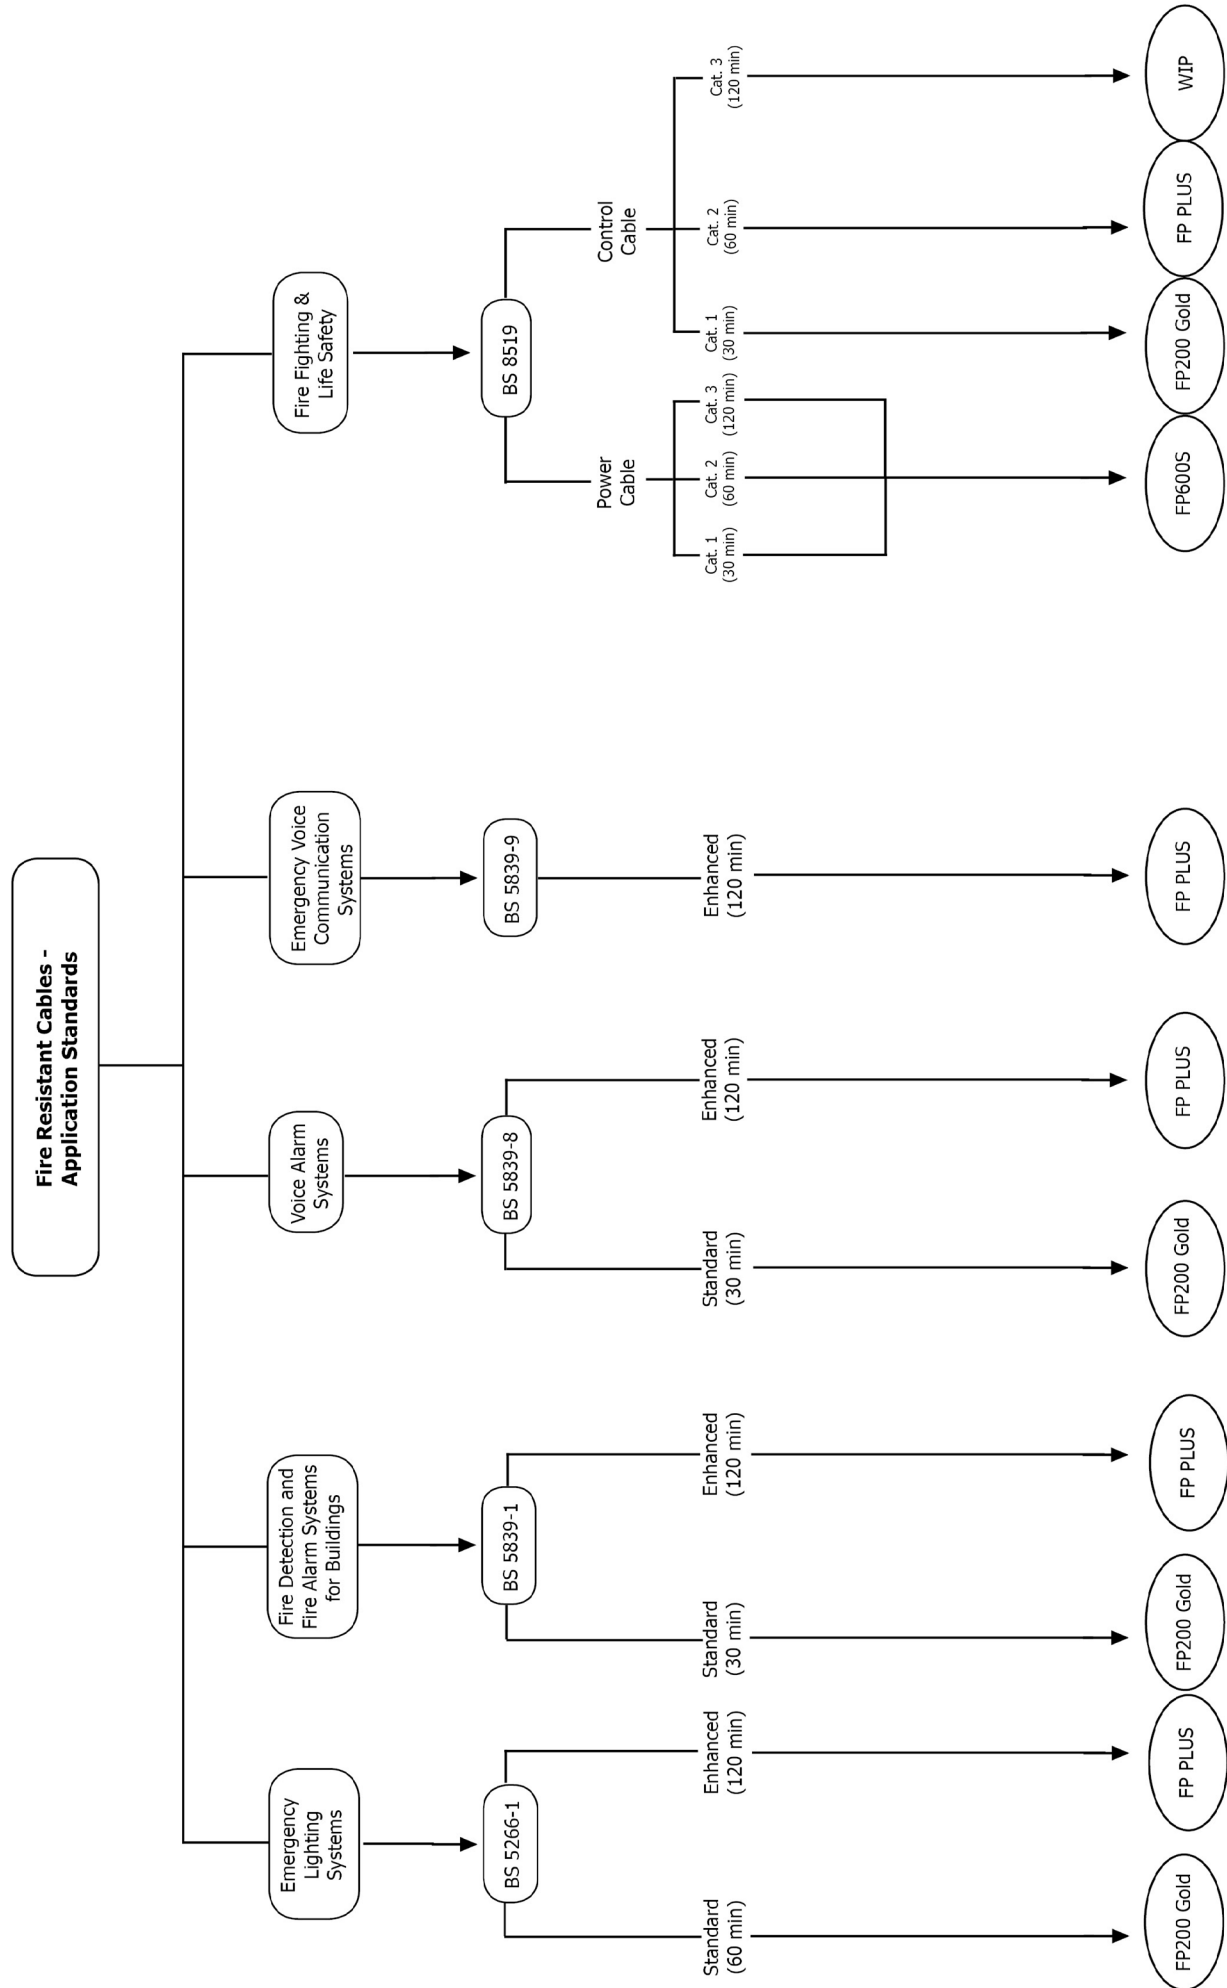 Fire Resistant Cables -
Application Standards
Emergency
Lighting
Systems
Fire Detection and
Fire Alarm Systems
for Buildings
Voice Alarm
Systems
Emergency Voice
Communication
Systems
Fire Fighting &
Life Safety
BS 5266-1
BS 5839-1
BS 5839-8
BS 5839-9
BS 8519
Power
Cable
Control
Cable
Standard
(60 min)
Enhanced
(120 min)
Standard
(30 min)
Enhanced
(120 min)
Standard
(30 min)
Enhanced
(120 min)
Enhanced
(120 min)
Cat. 1
(30 min)
Cat. 2
(60 min)
Cat. 3
(120 min)
Cat. 1
(30 min)
Cat. 2
(60 min)
Cat. 3
(120 min)
FP200 Gold
FP PLUS
FP200 Gold
FP PLUS
FP200 Gold
FP PLUS
FP PLUS
FP600S
FP200 Gold
FP PLUS
WIP